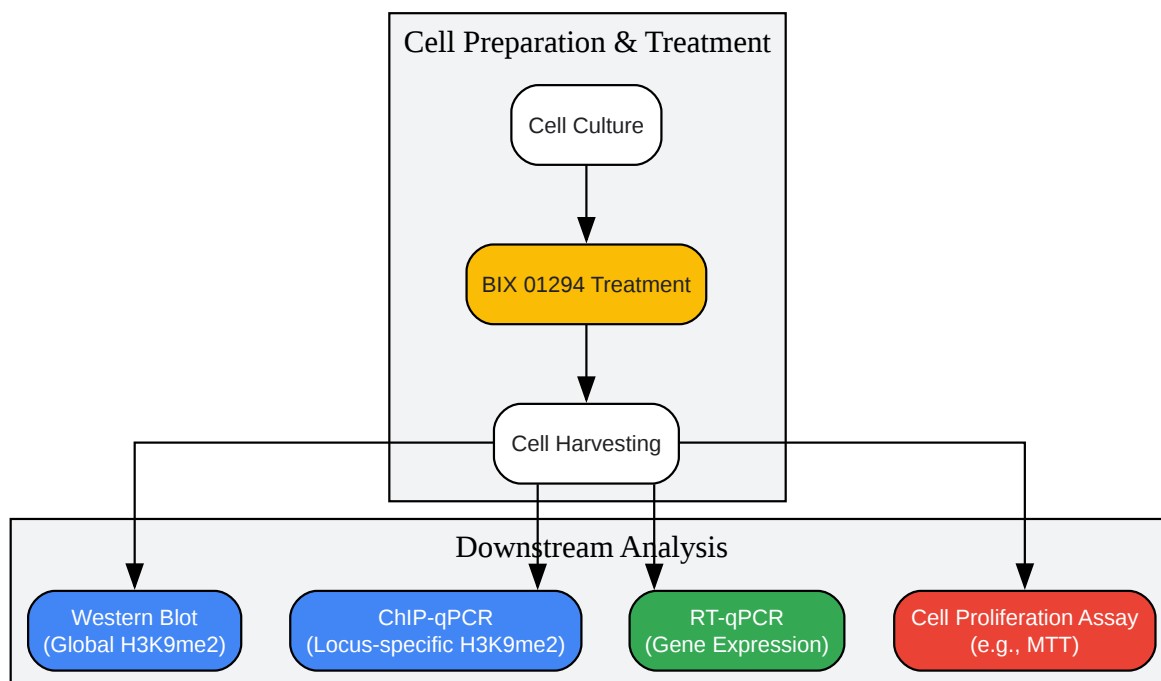 Cell Preparation & Treatment
Cell Culture
BIX 01294 Treatment
Cell Harvesting
Downstream Analysis
Western Blot
(Global H3K9me2)
ChIP-qPCR
(Locus-specific H3K9me2)
RT-qPCR
(Gene Expression)
Cell Proliferation Assay
(e.g., MTT)